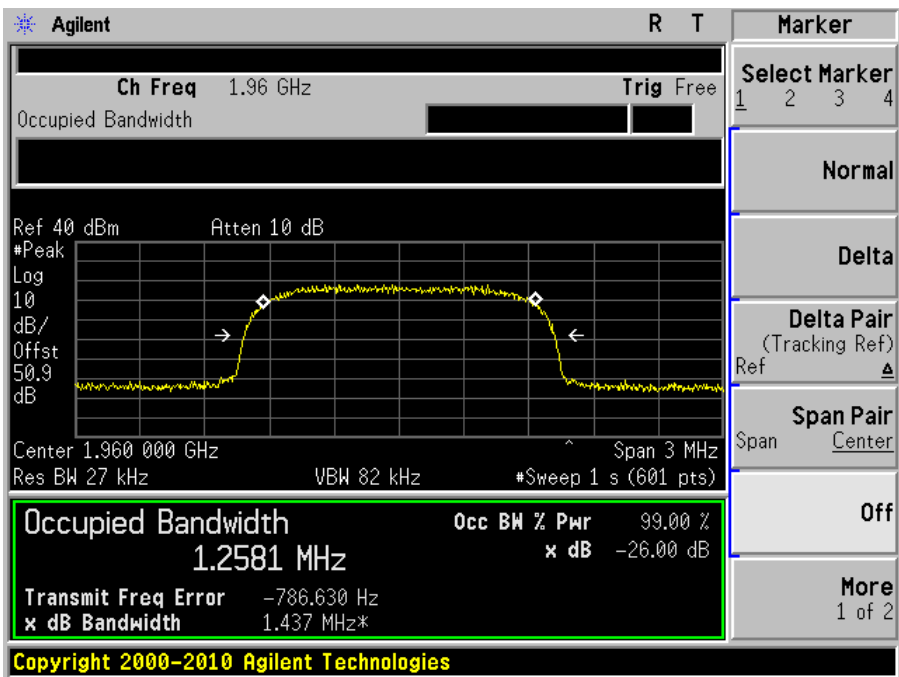 Agilent R T
Ch Freq 1.96 GHz Trig Free
Occupied Bandwidth
Ref 40 dBm Atten 10 dB
#Peak
Log
10
dB/
Offst
50.9
dB
Center 1.960 000 GHz Span 3 MHz
Res BW 27 kHz VBW 82 kHz #Sweep 1 s (601 pts)
Occupied Bandwidth Occ BW % Pwr 99.00 %
1.2581 MHz x dB -26.00 dB
Transmit Freq Error -786.630 Hz
x dB Bandwidth 1.437 MHz*
Copyright 2000-2010 Agilent Technologies
Marker
Select Marker
1 2 3 4
Normal
Delta
Delta Pair
(Tracking Ref)
Ref Δ
Span Pair
Span Center
Off
More
1 of 2